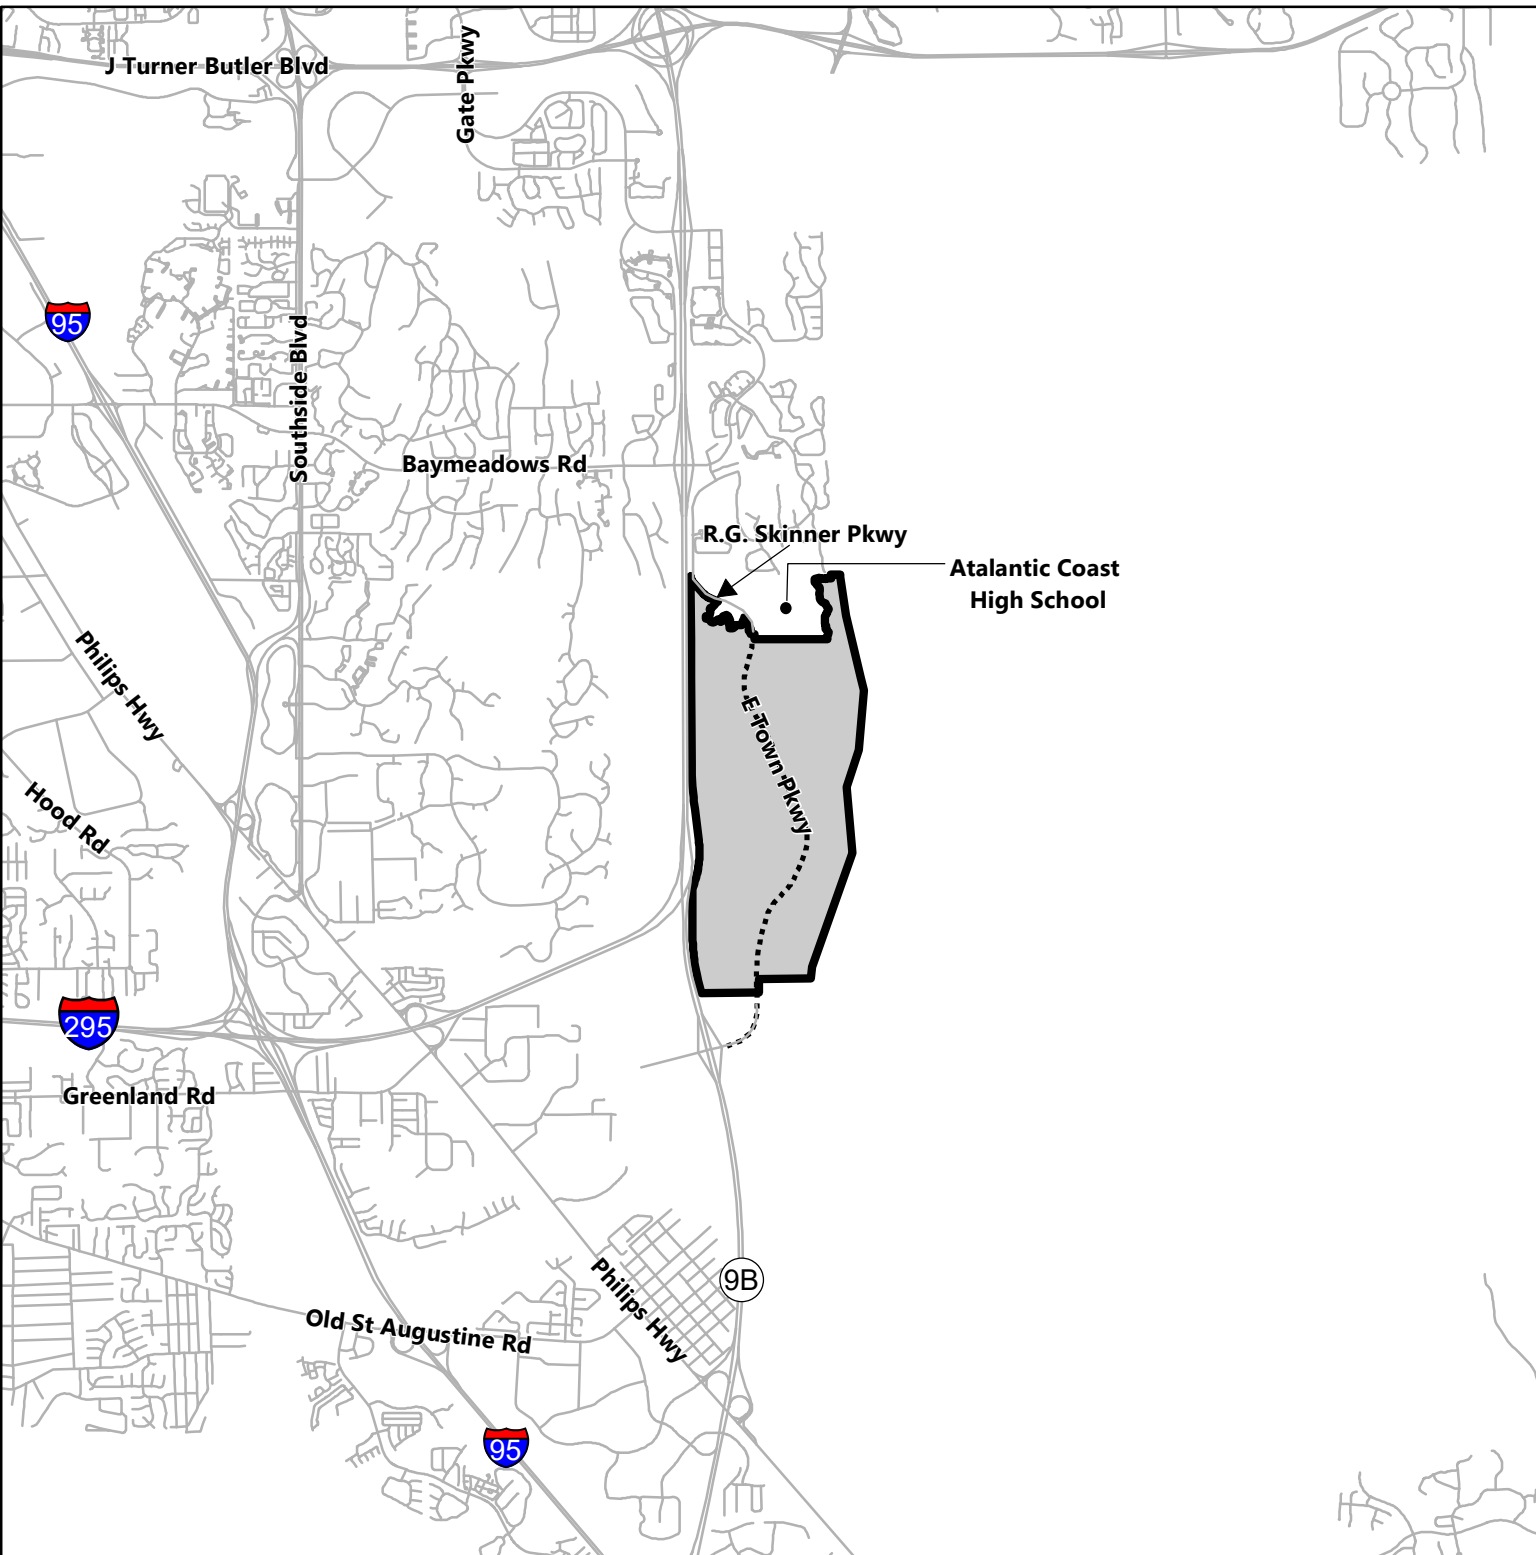 J Turner Butler Blvd
Gate Pkwy
95
Southside Blvd
Baymeadows Rd
R.G. Skinner Pkwy
Atalantic Coast
High School
Philips Hwy
E-Town Pkwy
Hood Rd
295
Greenland Rd
9B
Philips Hwy
Old St Augustine Rd
95